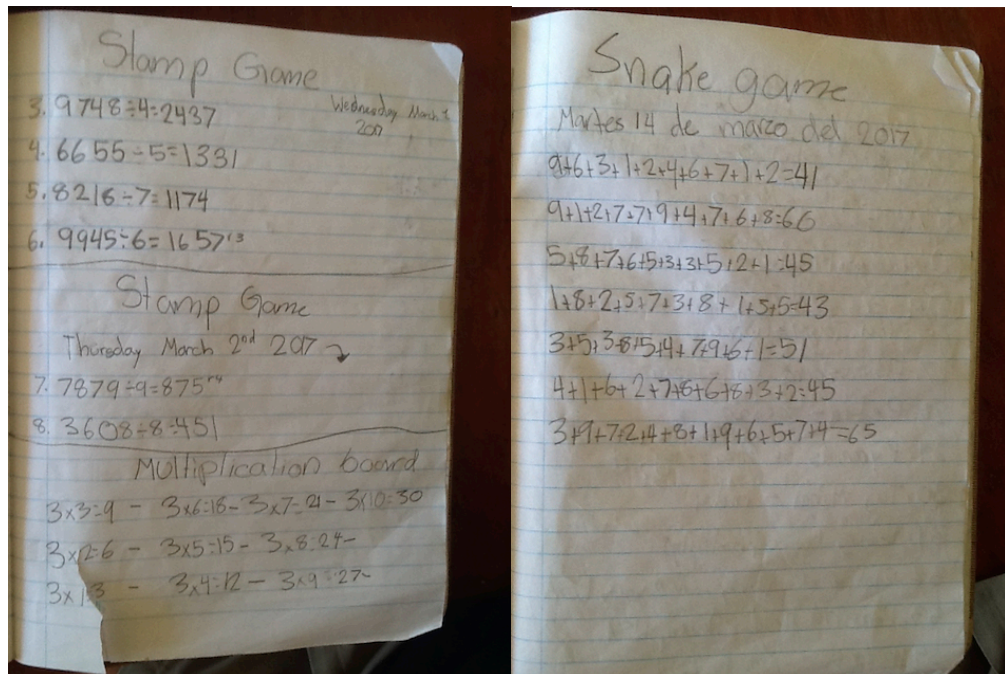 Stamp Game
Wednesday March 1
2017
3. 9748÷4=2437
4. 6655÷5=1331
5. 8216÷7=1174
6. 9945÷6=1657r3
Stamp Game
Thursday March 2nd 2017
7. 7879÷9=875r4
8. 3608÷8=451
Multiplication board
3x3=9 - 3x6=18- 3x7=21 - 3x10=30
3x2=6 - 3x5=15 - 3x8=24-
3x1=3 - 3x4=12 - 3x9=27-
Snake game
Martes 14 de marzo del 2017
9+6+3+1+2+4+6+7+1+2=41
9+1+2+7+7+9+4+7+6+8=66
5+8+7+6+5+3+3+5+2+1=45
1+8+2+5+7+3+8+1+5+5=43
3+5+3+8+5+4+7+9+6+1=51
4+1+6+2+7+6+6+8+3+2=45
3+9+7+2+4+8+1+9+6+5+7+4=65